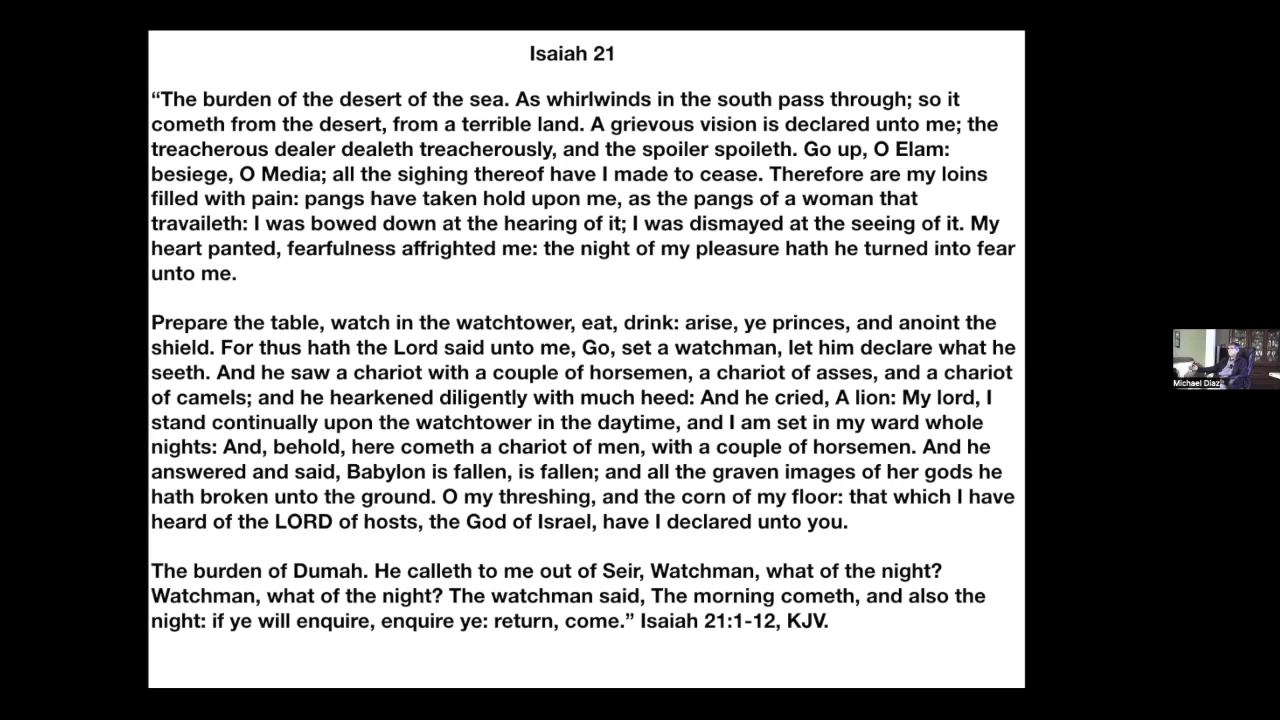 Isaiah 21
“The burden of the desert of the sea. As whirlwinds in the south pass through; so it
cometh from the desert, from a terrible land. A grievous vision is declared unto me; the
treacherous dealer dealeth treacherously, and the spoiler spoileth. Go up, O Elam:
besiege, O Media; all the sighing thereof have I made to cease. Therefore are my loins
filled with pain: pangs have taken hold upon me, as the pangs of a woman that
travaileth: I was bowed down at the hearing of it; I was dismayed at the seeing of it. My
heart panted, fearfulness affrighted me: the night of my pleasure hath he turned into fear
unto me.
Prepare the table, watch in the watchtower, eat, drink: arise, ye princes, and anoint the
shield. For thus hath the Lord said unto me, Go, set a watchman, let him declare what he
seeth. And he saw a chariot with a couple of horsemen, a chariot of asses, and a chariot
of camels; and he hearkened diligently with much heed: And he cried, A lion: My lord, I
stand continually upon the watchtower in the daytime, and I am set in my ward whole
nights: And, behold, here cometh a chariot of men, with a couple of horsemen. And he
answered and said, Babylon is fallen, is fallen; and all the graven images of her gods he
hath broken unto the ground. O my threshing, and the corn of my floor: that which I have
heard of the LORD of hosts, the God of Israel, have I declared unto you.
The burden of Dumah. He calleth to me out of Seir, Watchman, what of the night?
Watchman, what of the night? The watchman said, The morning cometh, and also the
night: if ye will enquire, enquire ye: return, come.” Isaiah 21:1-12, KJV.
Michael Diaz